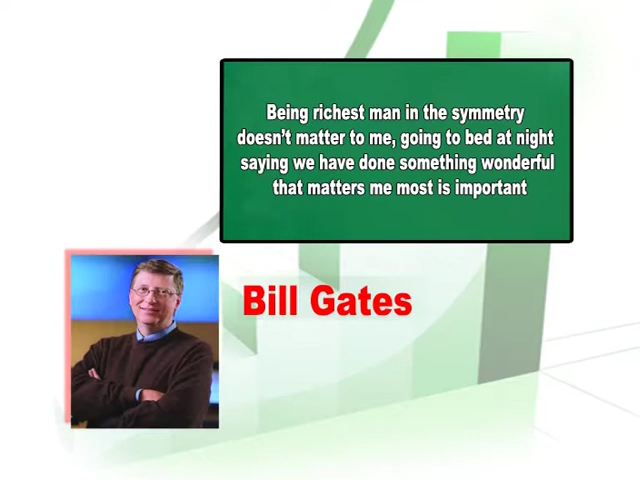 Being richest man in the symmetry
doesn't matter to me, going to bed at night
saying we have done something wonderful
that matters me most is important
Bill Gates